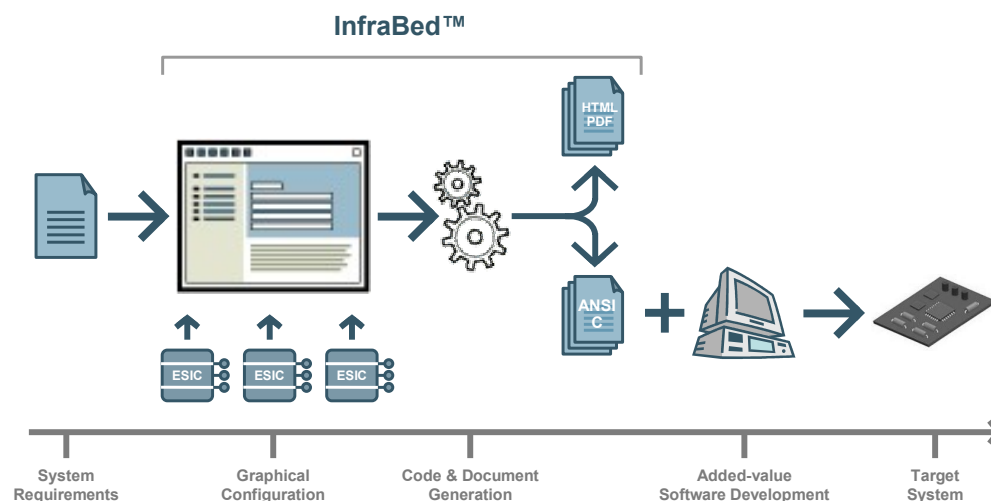 InfraBed™
HTML
PDF
ANSI
C
ESIC
ESIC
ESIC
System
Requirements
Graphical
Configuration
Code & Document
Generation
Added-value
Software Development
Target
System